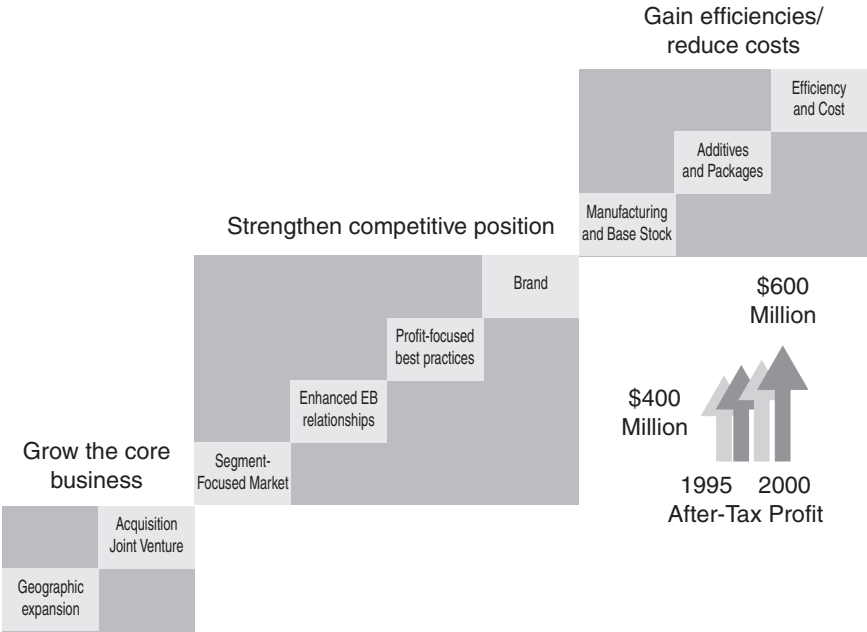 Gain efficiencies/
reduce costs
Efficiency
and Cost
Additives
and Packages
Manufacturing
and Base Stock
Strengthen competitive position
Brand
Profit-focused
best practices
Enhanced EB
relationships
Segment-
Focused Market
Grow the core
business
Acquisition
Joint Venture
Geographic
expansion
$600
Million
$400
Million
1995 2000
After-Tax Profit